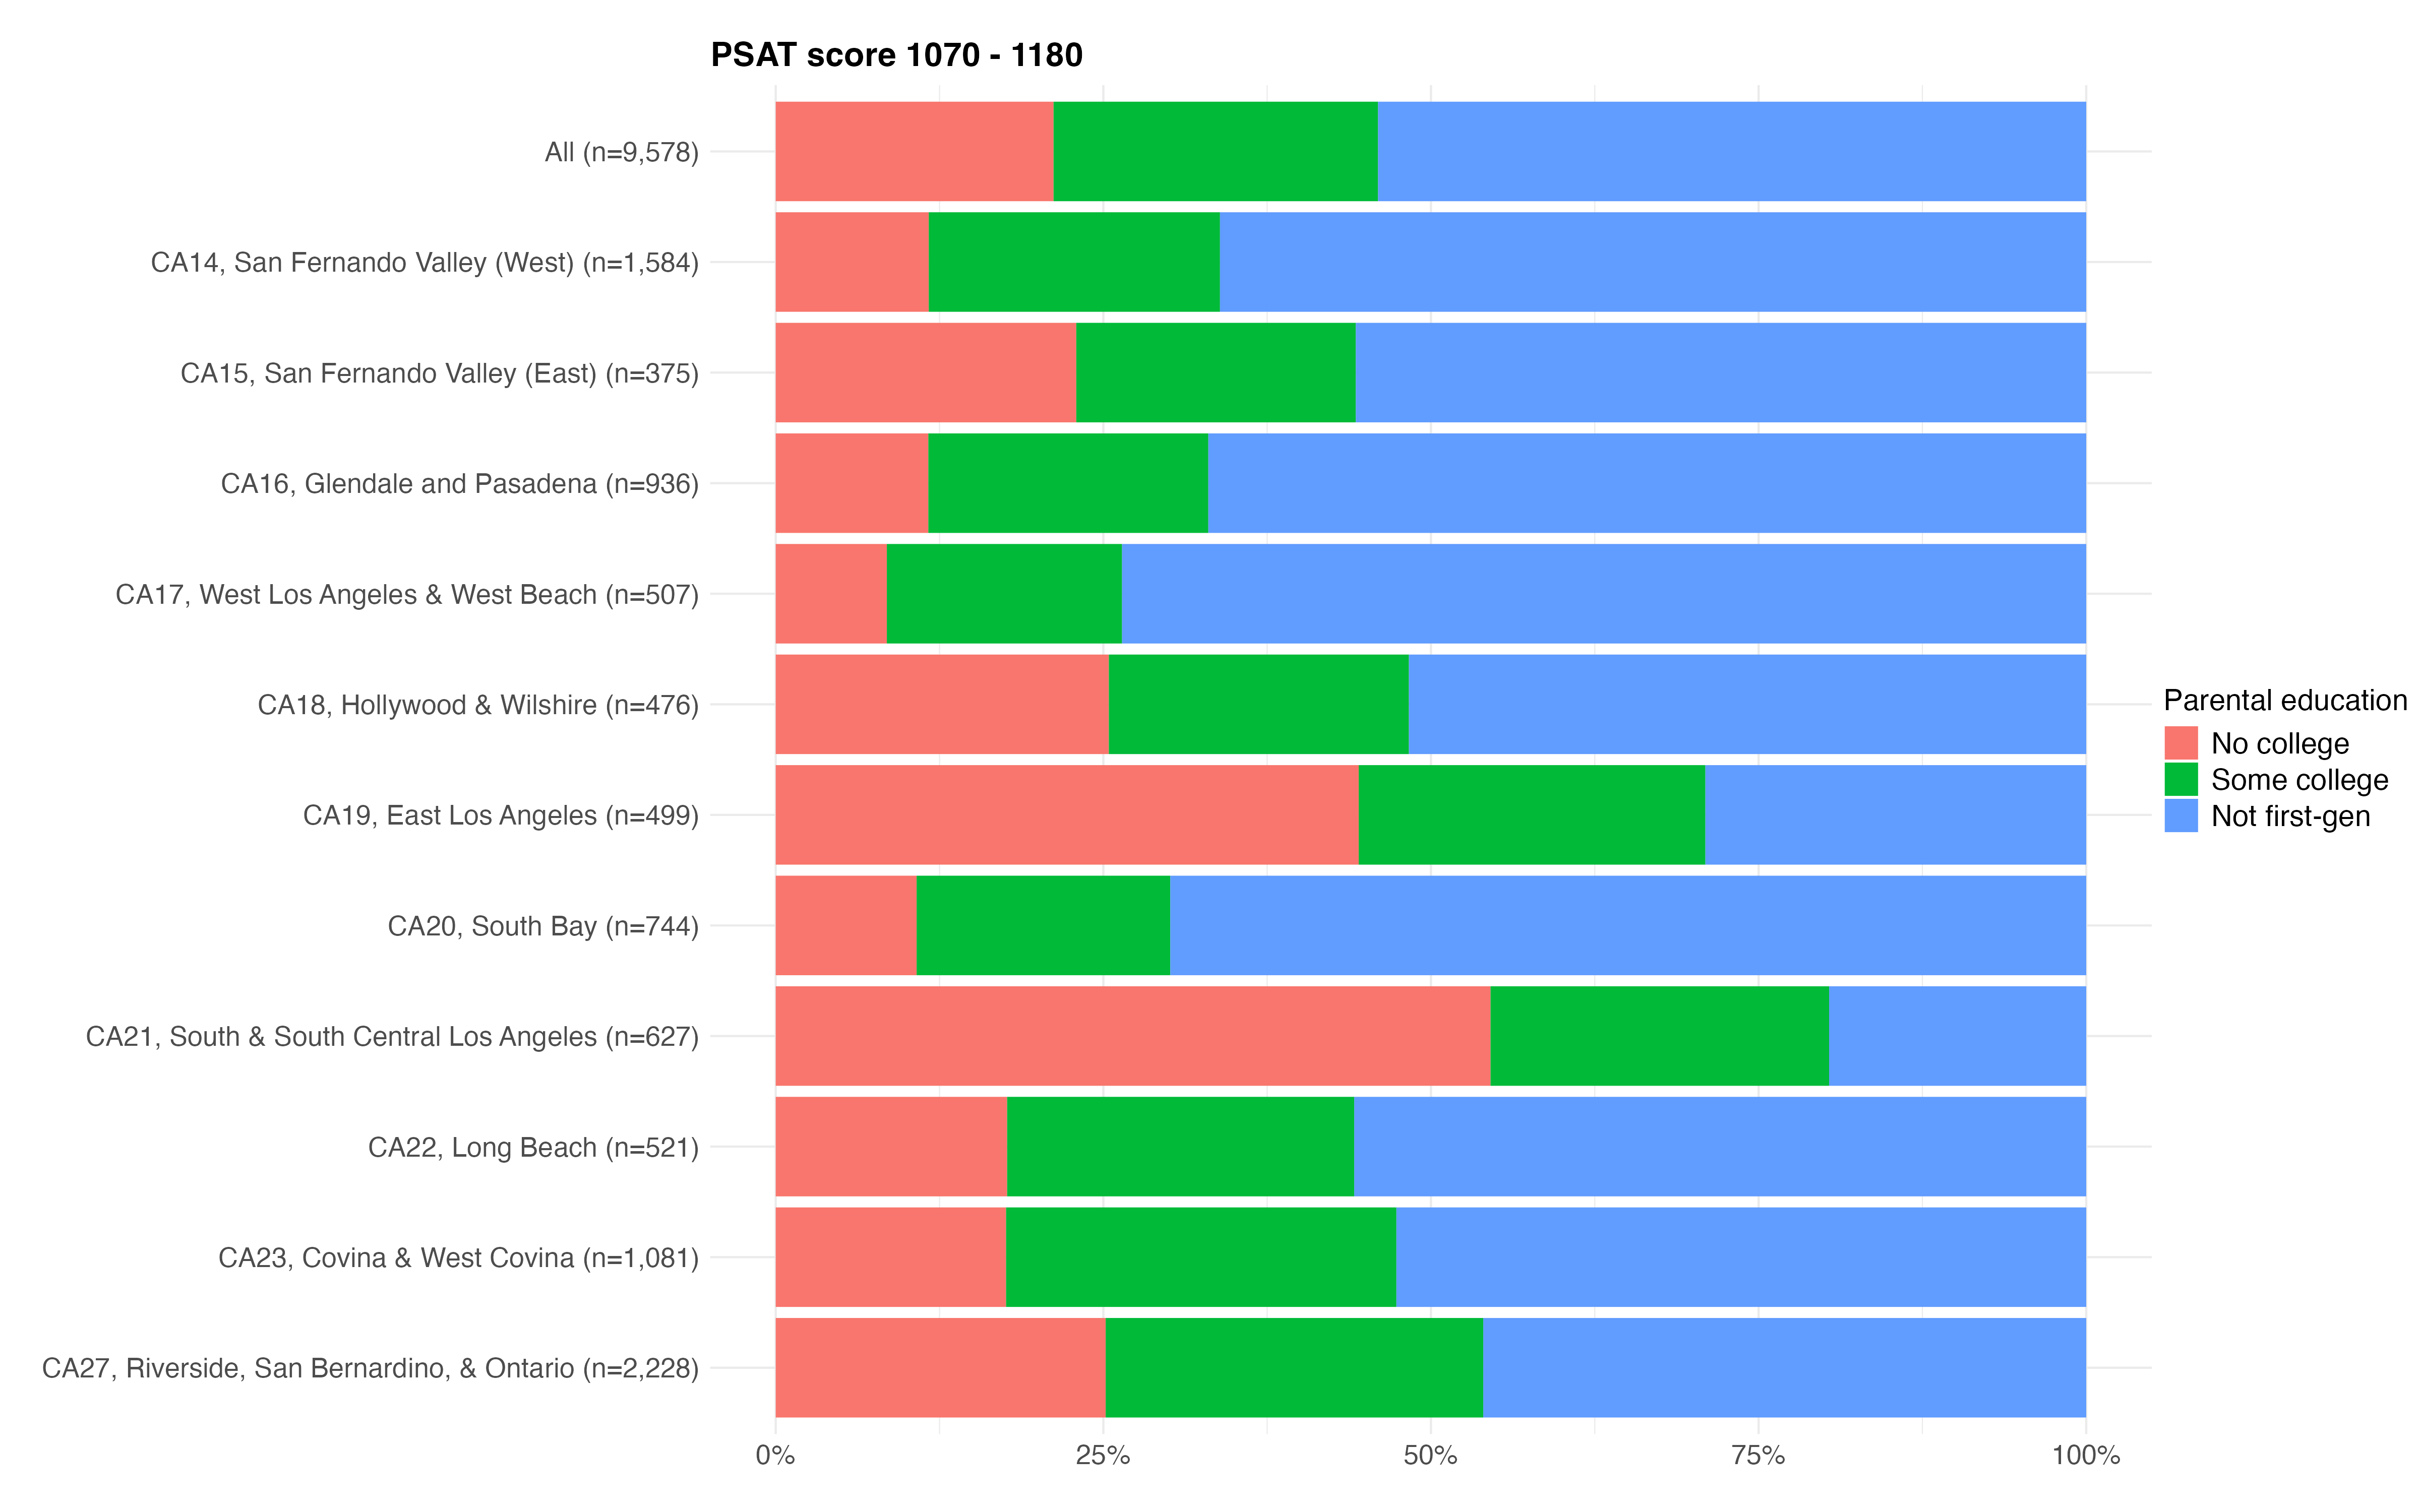 PSAT score 1070 - 1180
All (n=9,578)
CA14, San Fernando Valley (West) (n=1,584)
CA15, San Fernando Valley (East) (n=375)
CA16, Glendale and Pasadena (n=936)
CA17, West Los Angeles & West Beach (n=507)
CA18, Hollywood & Wilshire (n=476)
CA19, East Los Angeles (n=499)
CA20, South Bay (n=744)
CA21, South & South Central Los Angeles (n=627)
CA22, Long Beach (n=521)
CA23, Covina & West Covina (n=1,081)
CA27, Riverside, San Bernardino, & Ontario (n=2,228)
0% 25% 50% 75% 100%
Parental education
No college
Some college
Not first-gen